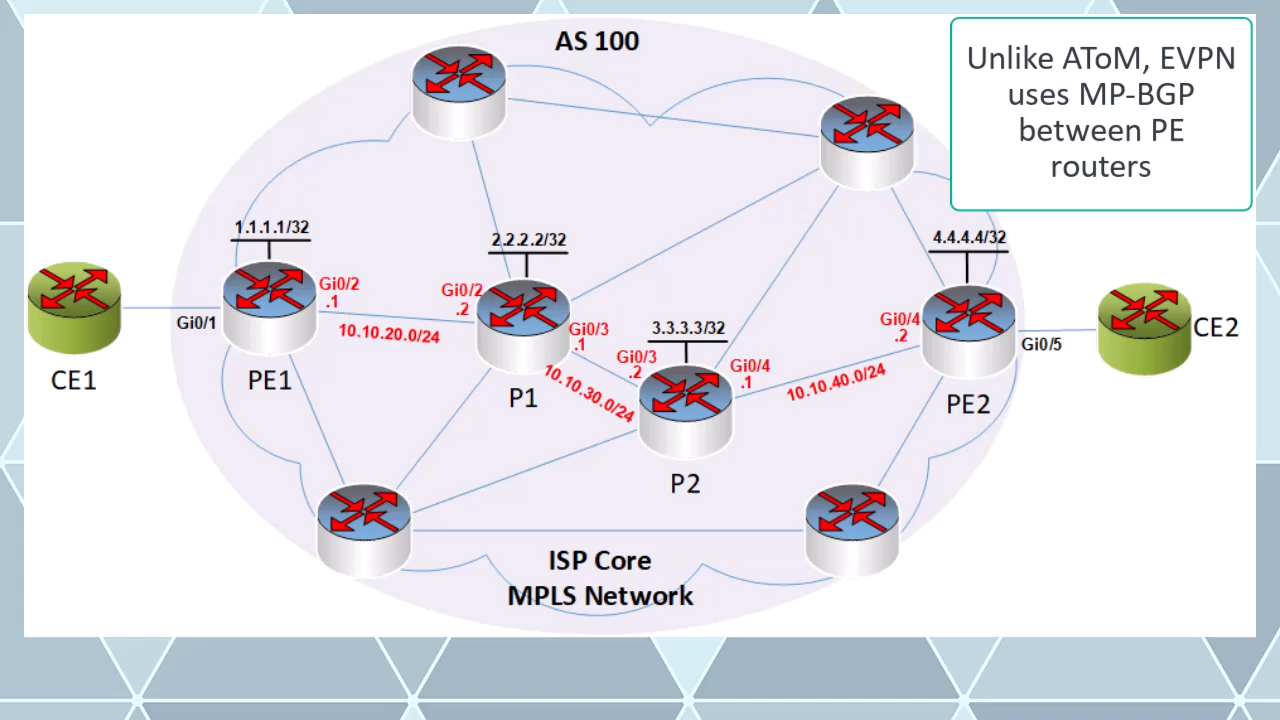 AS 100
Unlike AToM, EVPN
uses MP-BGP
between PE
routers
1.1.1.1/32
2.2.2.2/32
4.4.4.4/32
Gi0/2
.1
Gi0/2
.2
Gi0/1
10.10.20.0/24
Gi0/3
.1
3.3.3.3/32
Gi0/4
.2
Gi0/5
CE2
Gi0/3
.2
Gi0/4
.1
10.10.30.0/24
10.10.40.0/24
CE1
PE1
P1
PE2
P2
ISP Core
MPLS Network